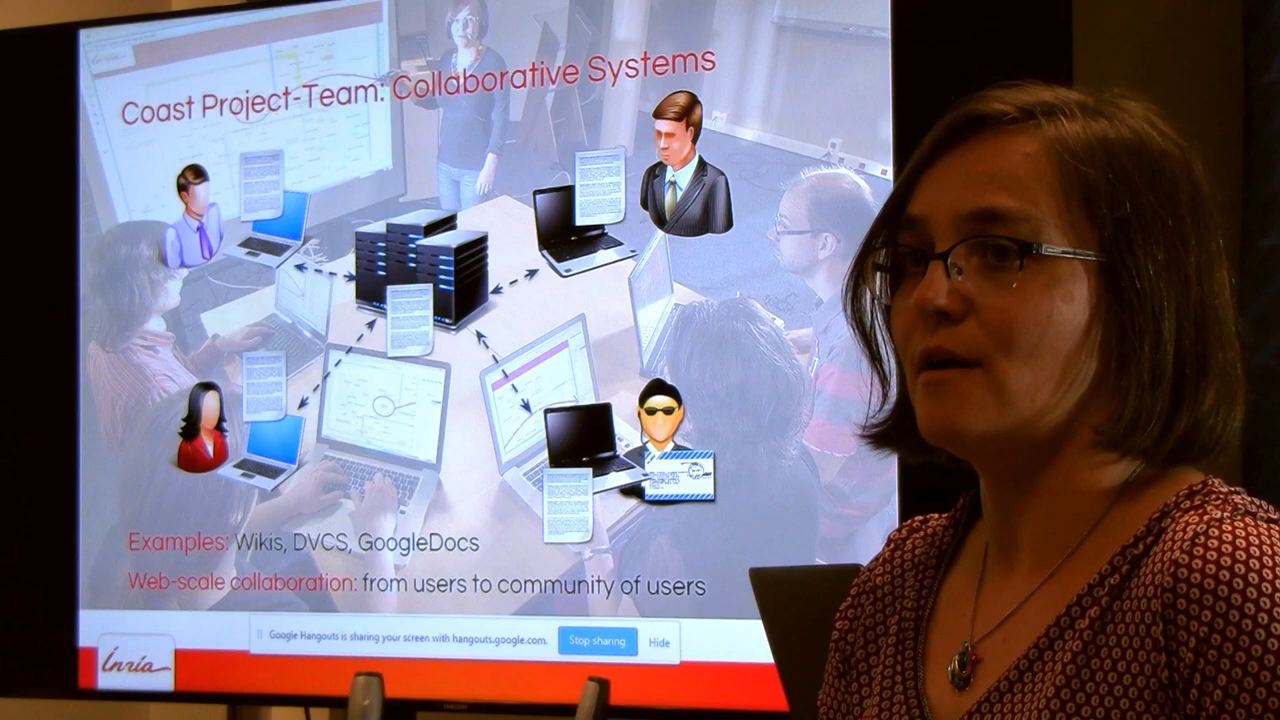 Coast Project-Team: Collaborative Systems
Examples: Wikis, DVCS, GoogleDocs
Web-scale collaboration: from users to community of users
Google Hangouts is sharing your screen with hangouts.google.com.
Stop sharing
Hide
Inria